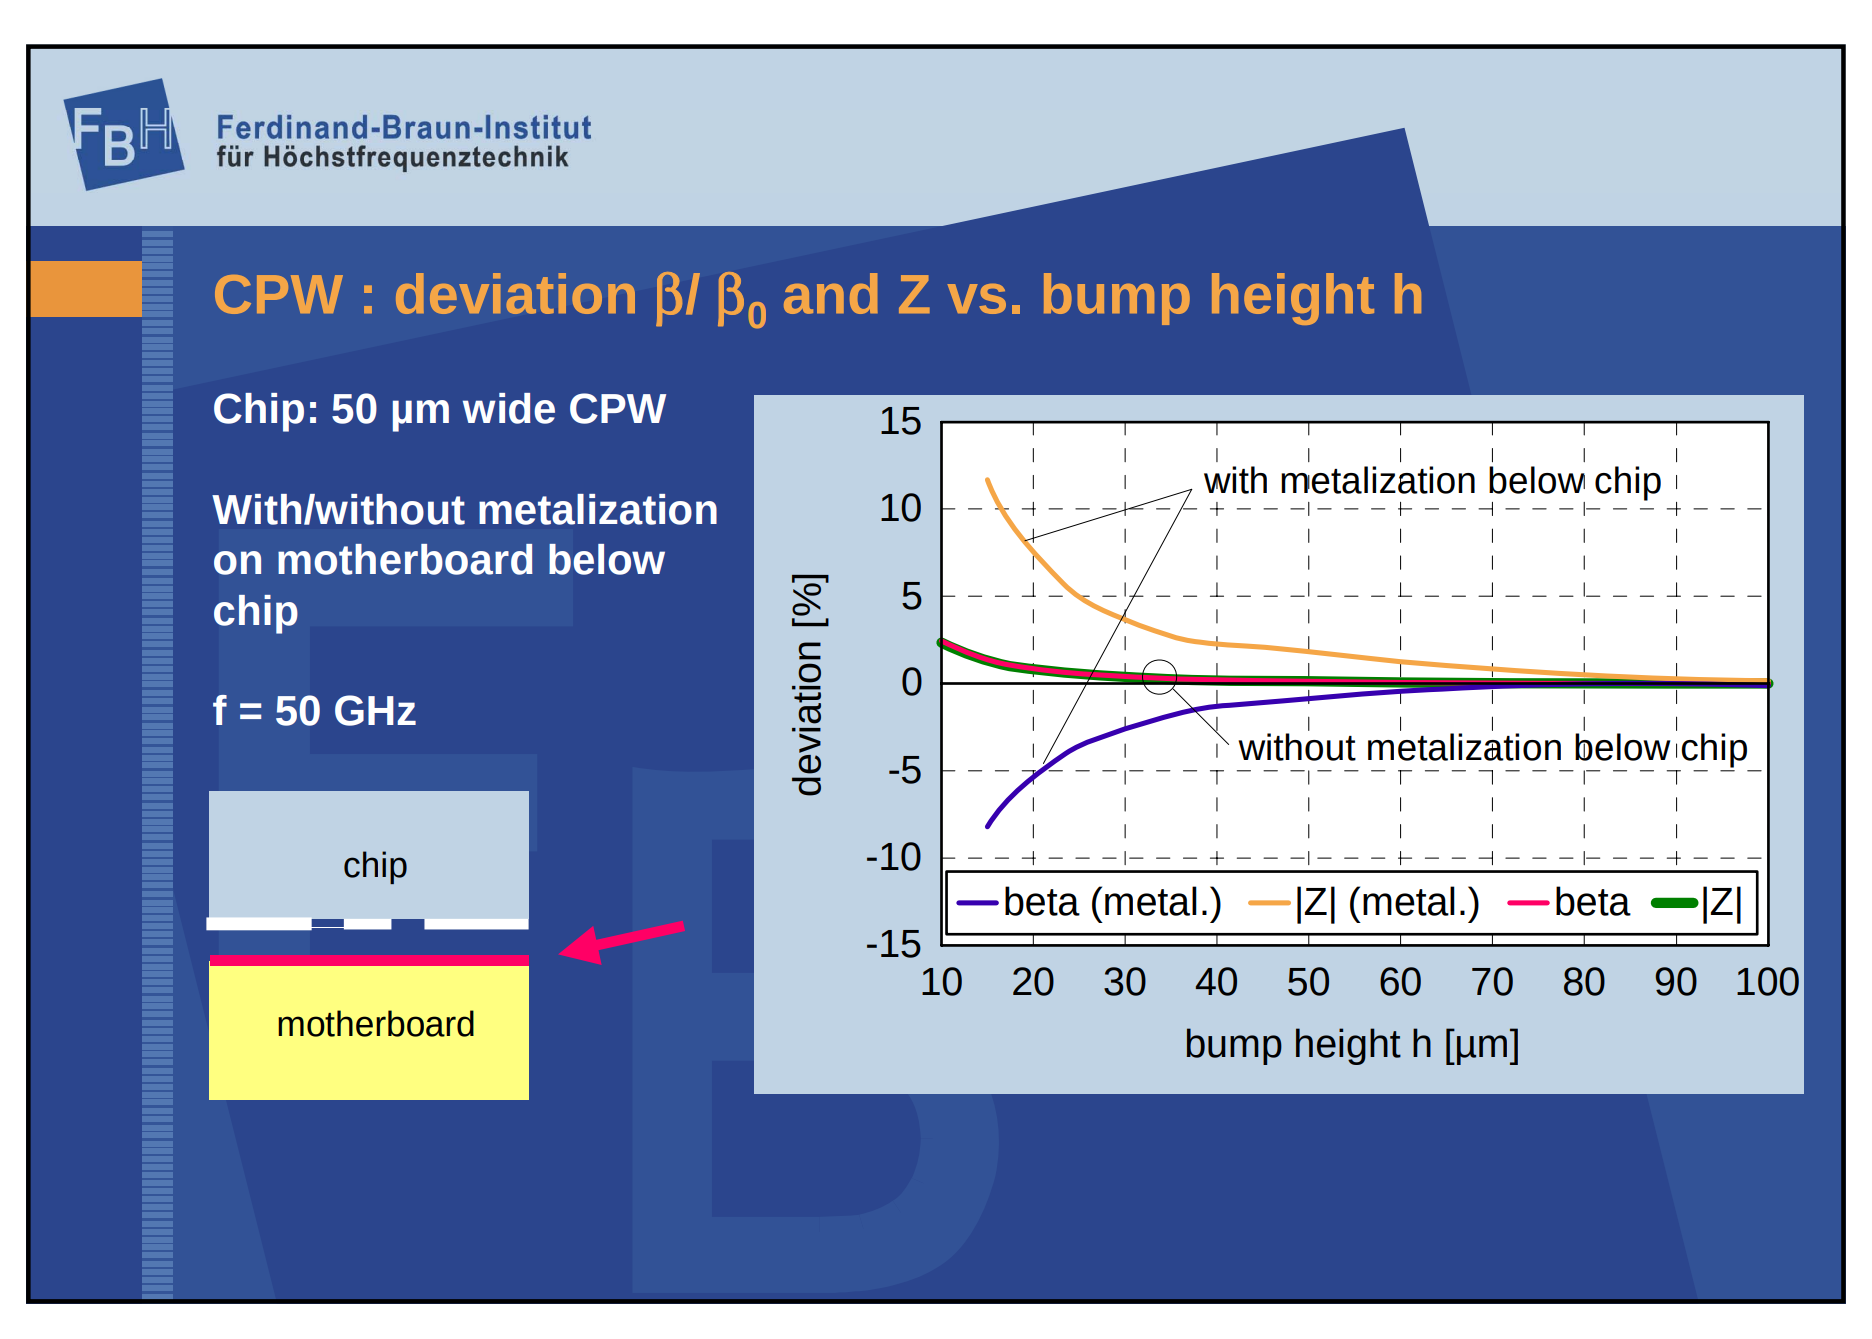 FBH
Ferdinand-Braun-Institut
für Höchstfrequenztechnik
CPW : deviation β/ β0 and Z vs. bump height h
Chip: 50 µm wide CPW
With/without metalization
on motherboard below
chip
f = 50 GHz
chip
motherboard
deviation [%]
15
10
5
0
-5
-10
-15
with metalization below chip
without metalization below chip
beta (metal.) |Z| (metal.) beta |Z|
10 20 30 40 50 60 70 80 90 100
bump height h [µm]